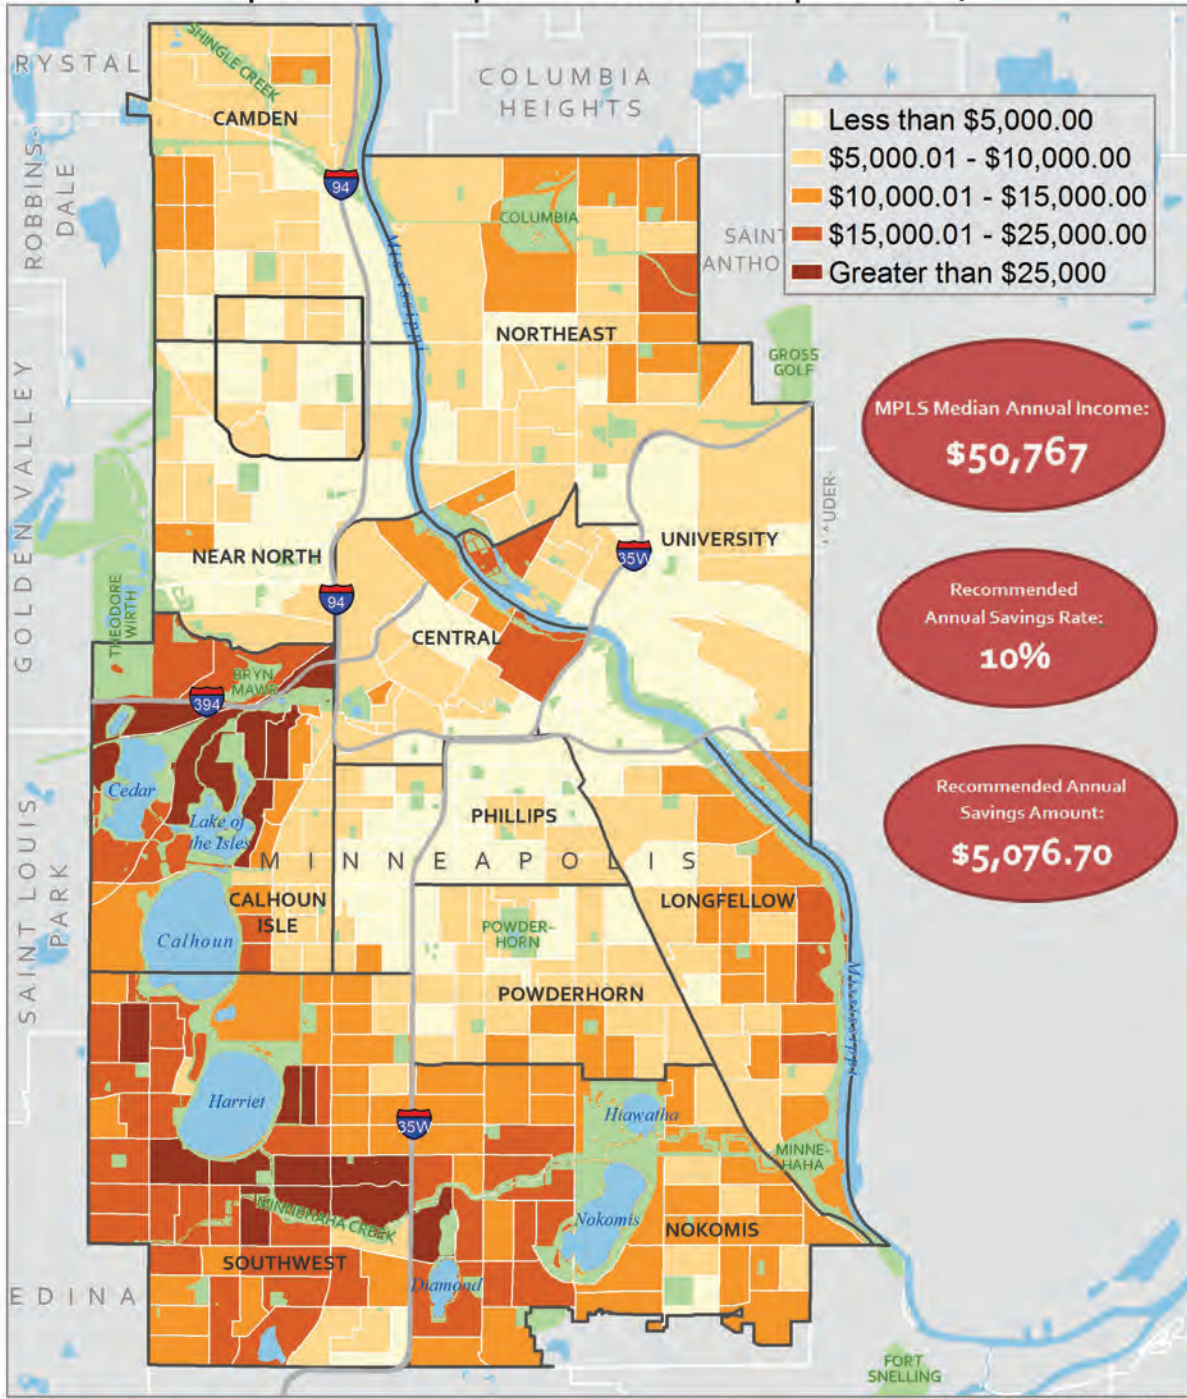 RYSTAL
SHINGLE CREEK
CAMDEN
COLUMBIA
HEIGHTS
ROBBINS-
DALE
94
Less than $5,000.00
$5,000.01 - $10,000.00
$10,000.01 - $15,000.00
$15,000.01 - $25,000.00
Greater than $25,000
COLUMBIA
SAINT
ANTHO
Mississippi
NORTHEAST
GROSS
GOLF
GOLDEN VALLEY
MPLS Median Annual Income:
$50,767
UDER-
NEAR NORTH
UNIVERSITY
35W
THEODORE
WIRTH
94
CENTRAL
Recommended
Annual Savings Rate:
10%
BRYN
MAWR
394
Cedar
Lake of
the Isles
PHILLIPS
Recommended Annual
Savings Amount:
$5,076.70
MINNEAPOLIS
SAINT LOUIS
PARK
CALHOUN
ISLE
LONGFELLOW
Calhoun
POWDER-
HORN
POWDERHORN
Mississippi
Harriet
35W
Hiawatha
MINNE-
HAHA
MINNEHAHA CREEK
Nokomis
NOKOMIS
SOUTHWEST
Diamond
EDINA
FORT
SNELLING